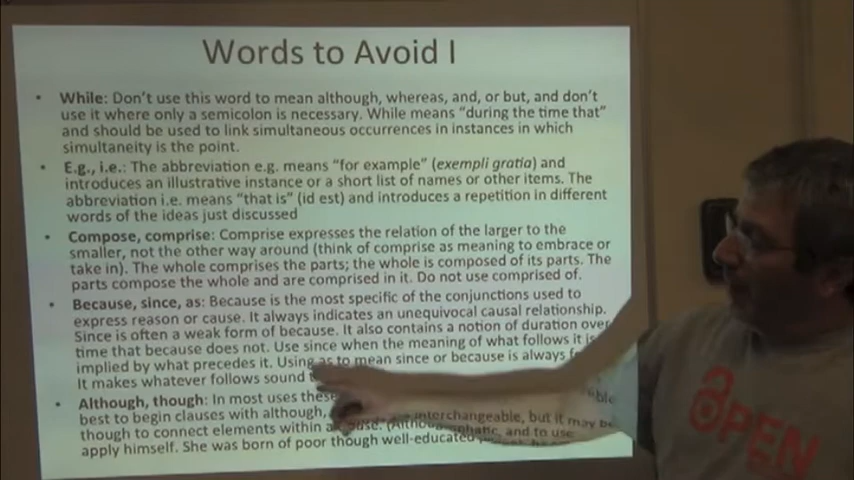 Words to Avoid I
• While: Don't use this word to mean although, whereas, and, or but, and don't
use it where only a semicolon is necessary. While means "during the time that"
and should be used to link simultaneous occurrences in instances in which
simultaneity is the point.
• E.g., i.e.: The abbreviation e.g. means "for example" (exempli gratia) and
introduces an illustrative instance or a short list of names or other items. The
abbreviation i.e. means "that is" (id est) and introduces a repetition in different
words of the ideas just discussed
• Compose, comprise: Comprise expresses the relation of the larger to the
smaller, not the other way around (think of comprise as meaning to embrace or
take in). The whole comprises the parts; the whole is composed of its parts. The
parts compose the whole and are comprised in it. Do not use comprised of.
• Because, since, as: Because is the most specific of the conjunctions used to
express reason or cause. It always indicates an unequivocal causal relationship.
Since is often a weak form of because. It also contains a notion of duration over
time that because does not. Use since when the meaning of what follows it is
implied by what precedes it. Using as to mean since or because is always
It makes whatever follows sound
• Although, though: In most uses these interchangeable, but it may be
best to begin clauses with although, and to use
though to connect elements within a
apply himself. She was born of poor though well-educated
OPEN